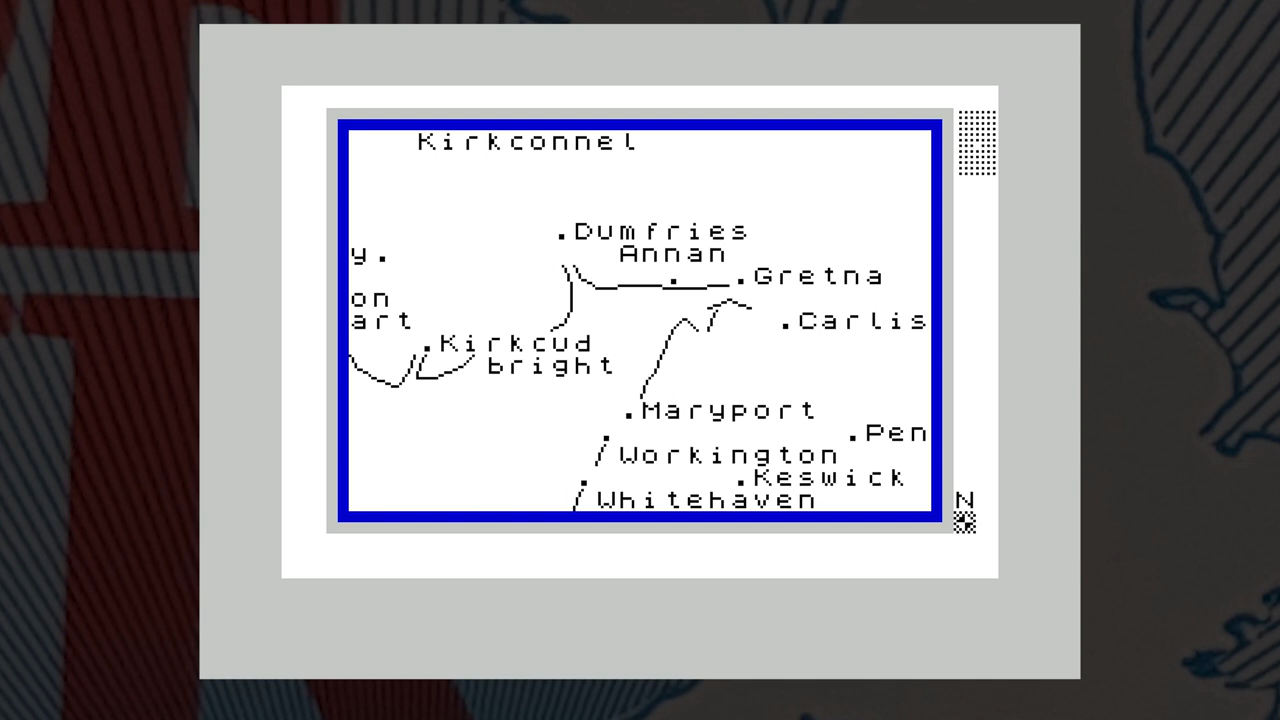 Kirkconnel
.Dumfries
Annan
y.
.Gretna
on
art
.Carlis
.Kirkcud
bright
.Maryport
.Pen
Workington
.Keswick
Whitehaven
N